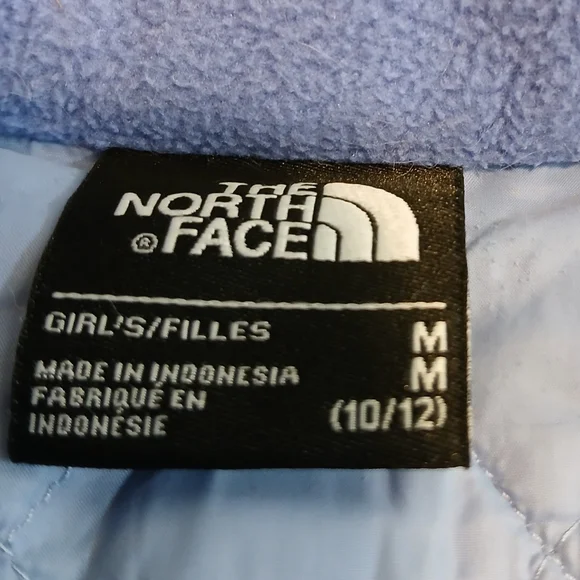 THE
NORTH
® FACE
GIRL'S/FILLES M
MADE IN INDONESIA M
FABRIQUÉ EN
INDONÉSIE (10/12)